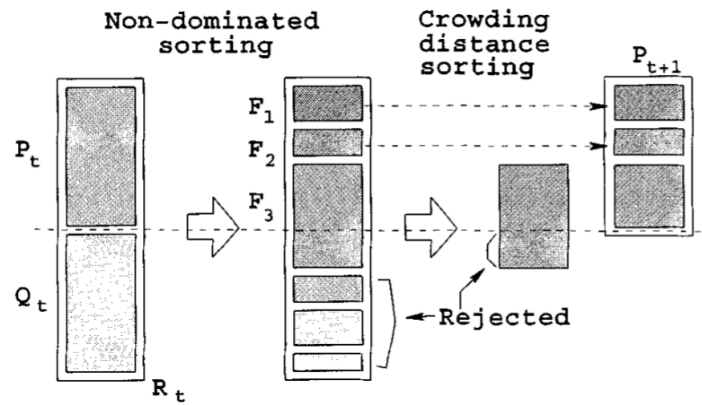 Non-dominated
sorting
Crowding
distance
sorting
P t+1
F 1
P t
F 2
F 3
Q t
Rejected
R t